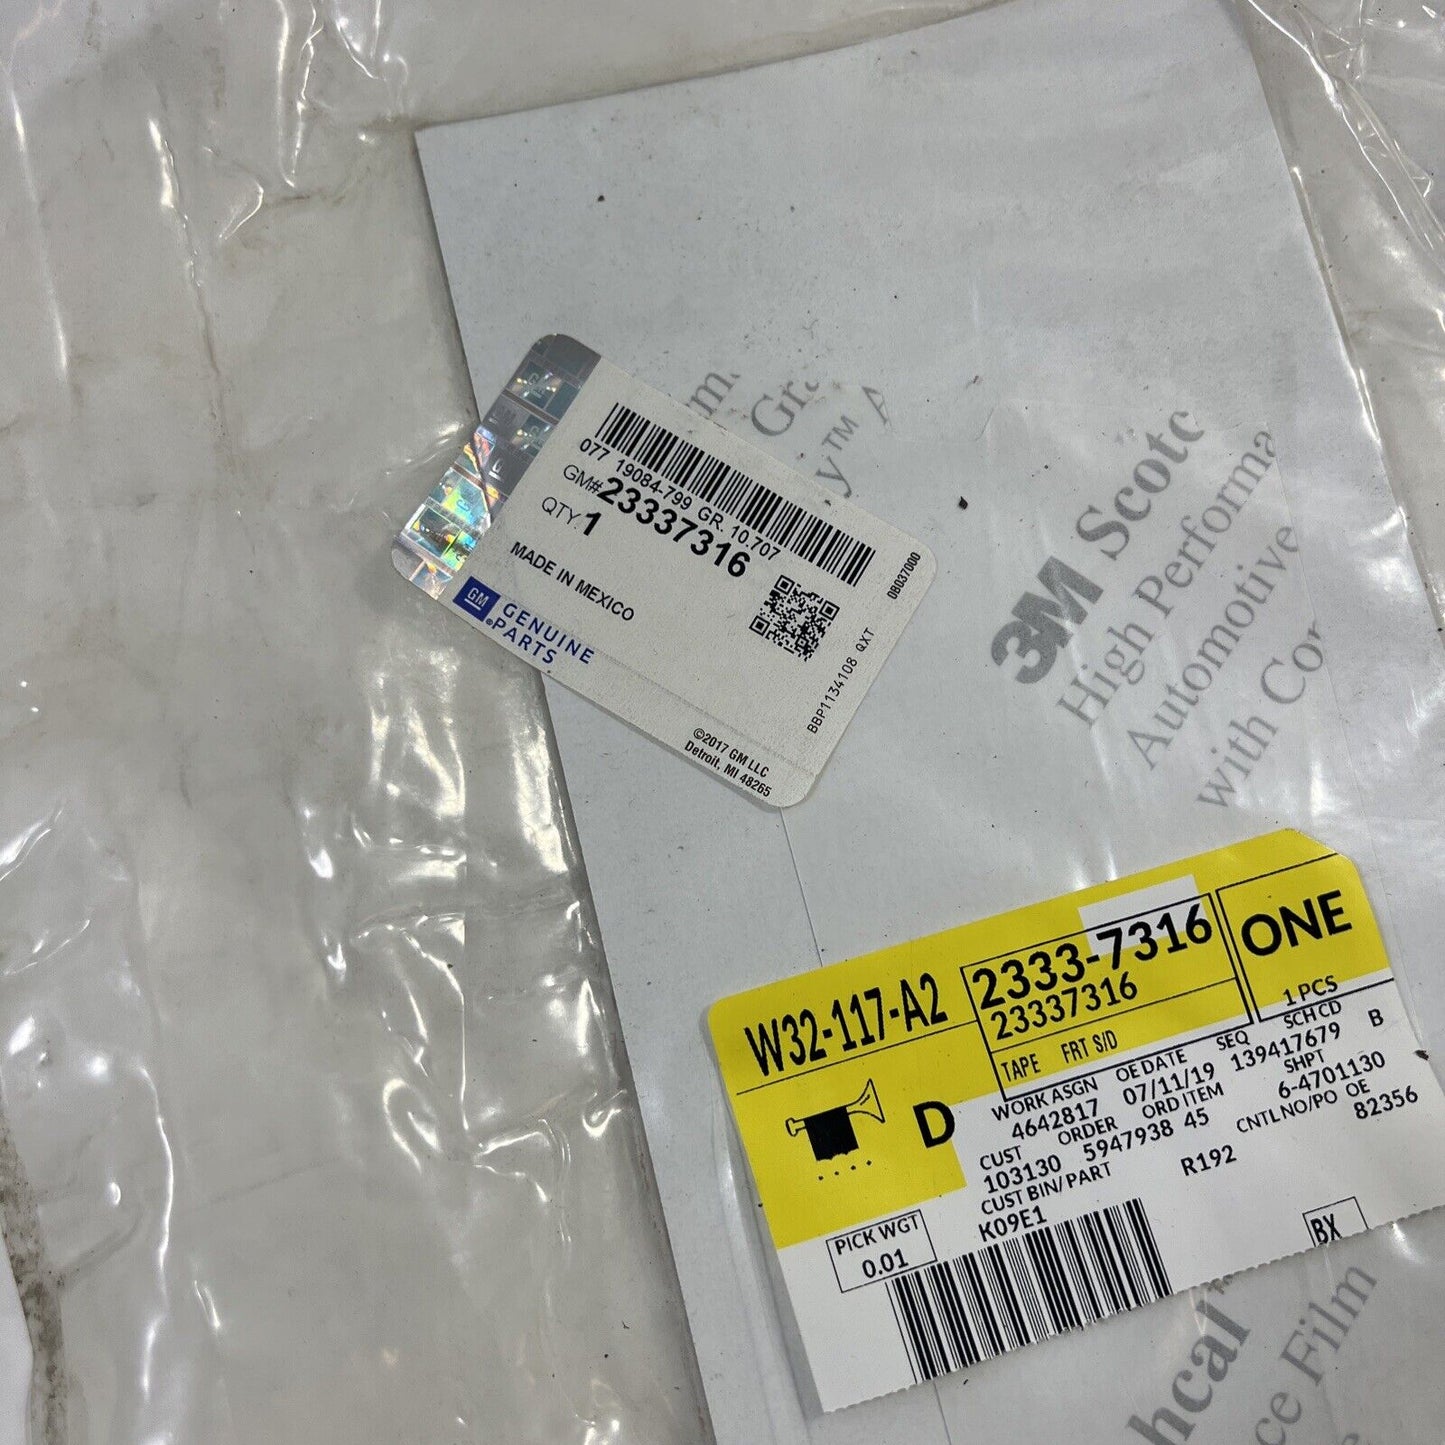 077 19084-799 GR. 10.707
GM#23337316
QTY: 1
MADE IN MEXICO
GM
GENUINE
PARTS
08037000
BBP1134108 QXT
©2017 GM LLC
Detroit, MI 48265
3M Scotc
High Performa
Automotive
with Co
W32-117-A2
2333-7316
23337316
TAPE FRT S/D
ONE
1 PCS
D
WORK ASGN OE DATE SEQ SCH CD
4642817 07/11/19 139417679 B
CUST ORDER ORD ITEM SHPT
103130 5947938 45 6-4701130
CUST BIN/PART CNTL NO/PO OE
K09E1 R192 82356
PICK WGT
0.01
BX
hcal™
ce Film